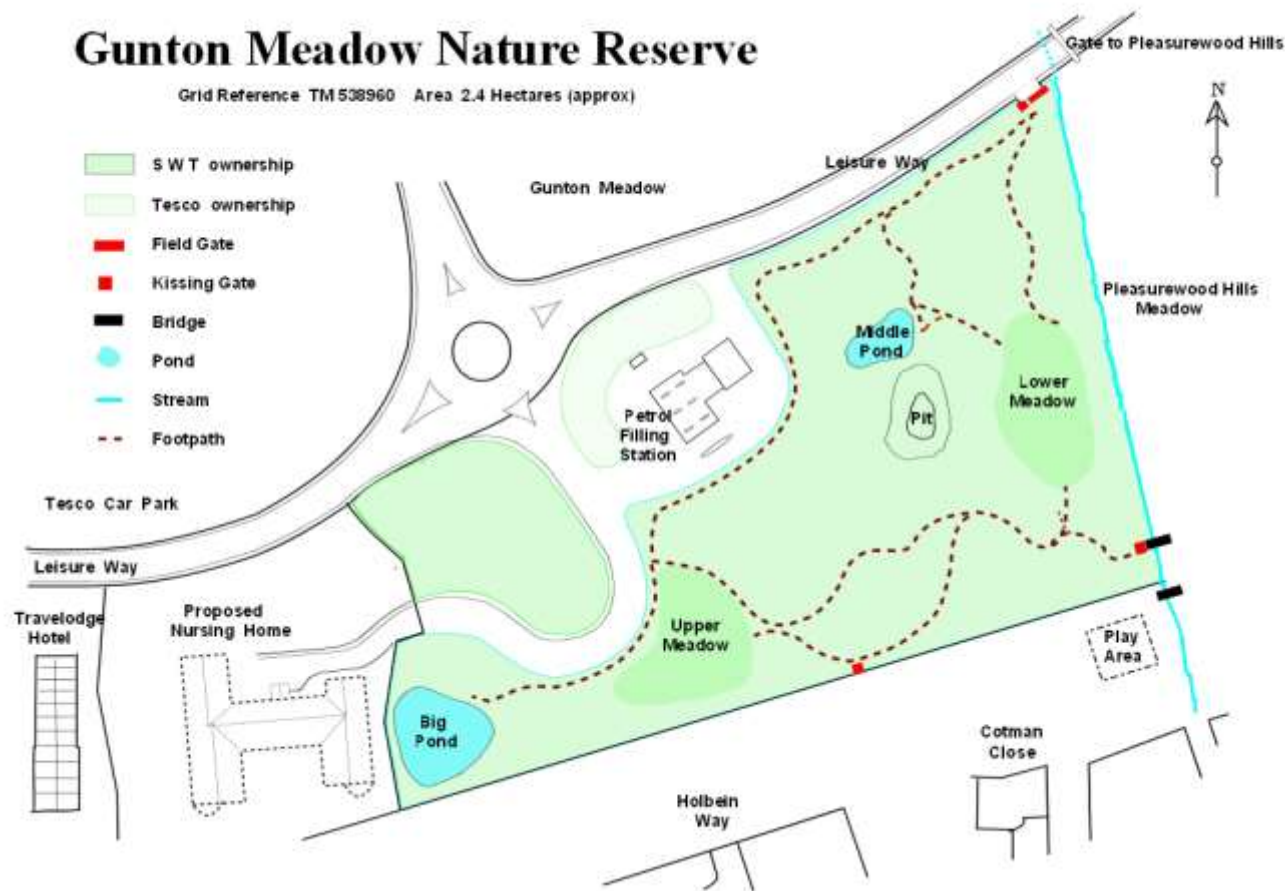 Gunton Meadow Nature Reserve
Grid Reference TM 538960 Area 2.4 Hectares (approx)
Gate to Pleasurewood Hills
N
S W T ownership
Tesco ownership
Field Gate
Kissing Gate
Bridge
Pond
Stream
Footpath
Leisure Way
Gunton Meadow
Pleasurewood Hills
Meadow
Middle
Pond
Lower
Meadow
Pit
Petrol
Filling
Station
Tesco Car Park
Leisure Way
Travelodge
Hotel
Proposed
Nursing Home
Upper
Meadow
Play
Area
Big
Pond
Cotman
Close
Holbein
Way